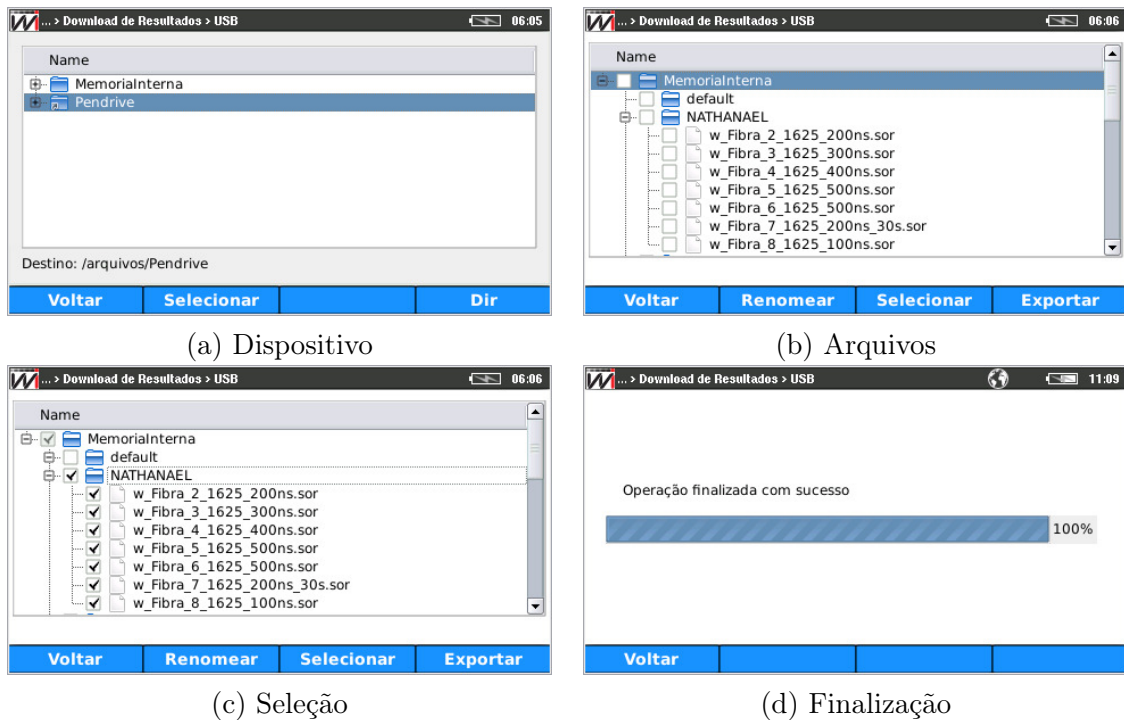 ... > Download de Resultados > USB 06:05
Name
MemoriaInterna
Pendrive
Destino: /arquivos/Pendrive
Voltar Selecionar Dir
(a) Dispositivo
... > Download de Resultados > USB 06:06
Name
MemoriaInterna
default
NATHANAEL
w_Fibra_2_1625_200ns.sor
w_Fibra_3_1625_300ns.sor
w_Fibra_4_1625_400ns.sor
w_Fibra_5_1625_500ns.sor
w_Fibra_6_1625_500ns.sor
w_Fibra_7_1625_200ns_30s.sor
w_Fibra_8_1625_100ns.sor
Voltar Renomear Selecionar Exportar
(b) Arquivos
... > Download de Resultados > USB 06:06
Name
MemoriaInterna
default
NATHANAEL
w_Fibra_2_1625_200ns.sor
w_Fibra_3_1625_300ns.sor
w_Fibra_4_1625_400ns.sor
w_Fibra_5_1625_500ns.sor
w_Fibra_6_1625_500ns.sor
w_Fibra_7_1625_200ns_30s.sor
w_Fibra_8_1625_100ns.sor
Voltar Renomear Selecionar Exportar
(c) Seleção
... > Download de Resultados > USB 11:09
Operação finalizada com sucesso
100%
Voltar
(d) Finalização